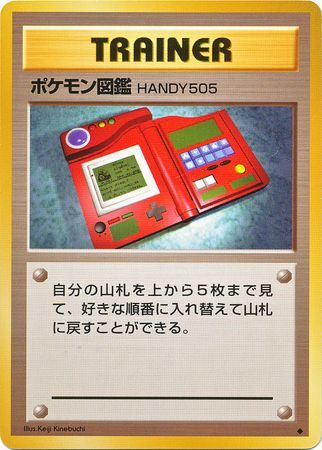 TRAINER
ポケモン図鑑 HANDY505
自分の山札を上から5枚まで見
て、好きな順番に入れ替えて山札
に戻すことができる。
Illus.Keiji Kinebuchi